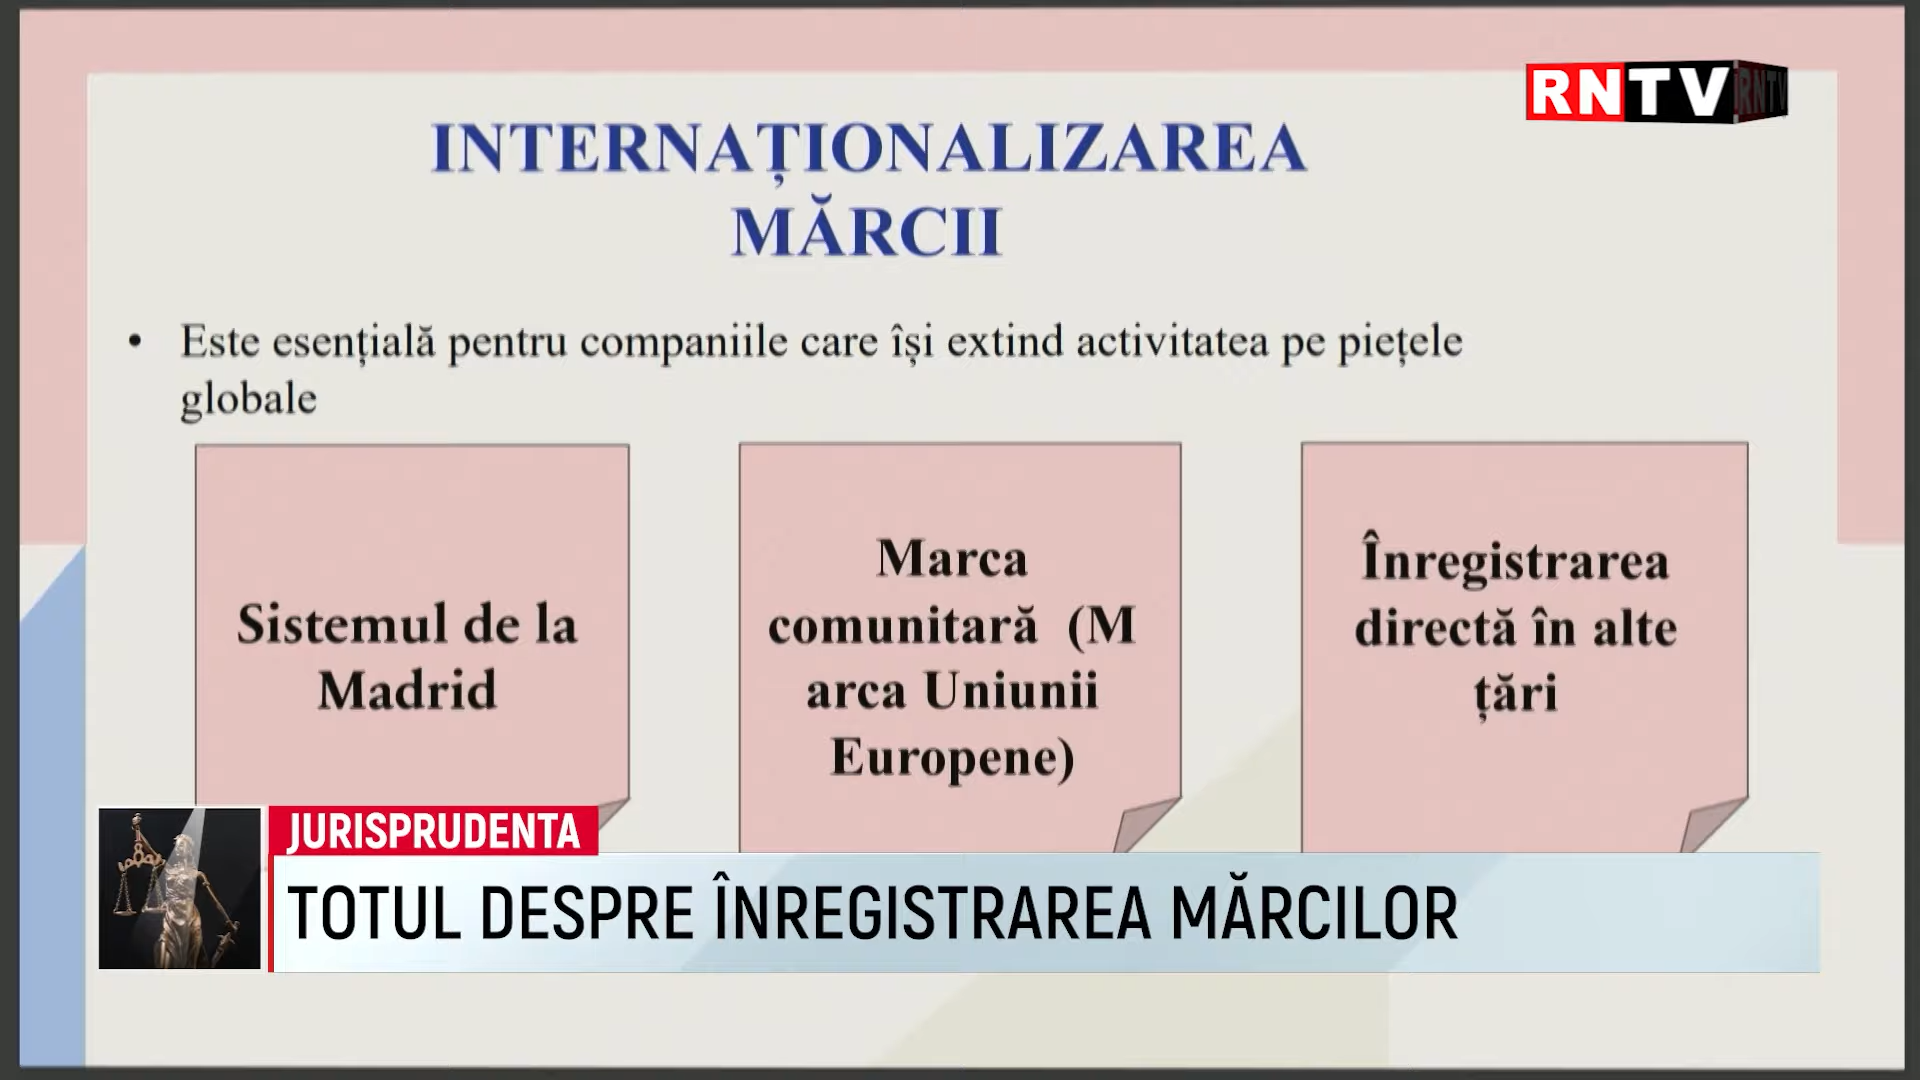 RNTV RNTV
INTERNAȚIONALIZAREA
MĂRCII
• Este esențială pentru companiile care își extind activitatea pe piețele
globale
Sistemul de la
Madrid
Marca
comunitară (M
arca Uniunii
Europene)
Înregistrarea
directă în alte
țări
JURISPRUDENTA
TOTUL DESPRE ÎNREGISTRAREA MĂRCILOR